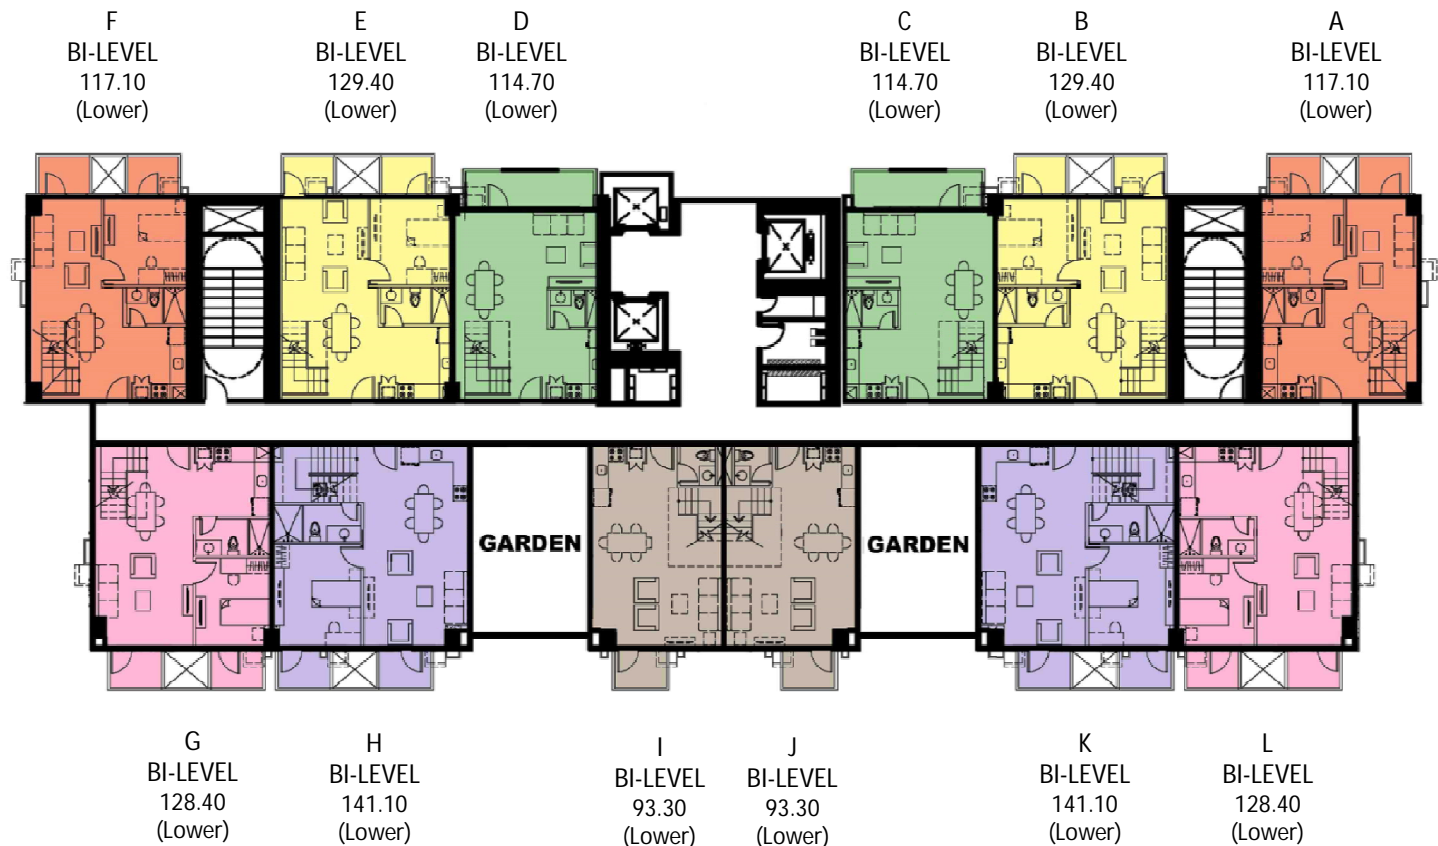 F
BI-LEVEL
117.10
(Lower)
E
BI-LEVEL
129.40
(Lower)
D
BI-LEVEL
114.70
(Lower)
C
BI-LEVEL
114.70
(Lower)
B
BI-LEVEL
129.40
(Lower)
A
BI-LEVEL
117.10
(Lower)
GARDEN
GARDEN
G
BI-LEVEL
128.40
(Lower)
H
BI-LEVEL
141.10
(Lower)
I
BI-LEVEL
93.30
(Lower)
J
BI-LEVEL
93.30
(Lower)
K
BI-LEVEL
141.10
(Lower)
L
BI-LEVEL
128.40
(Lower)